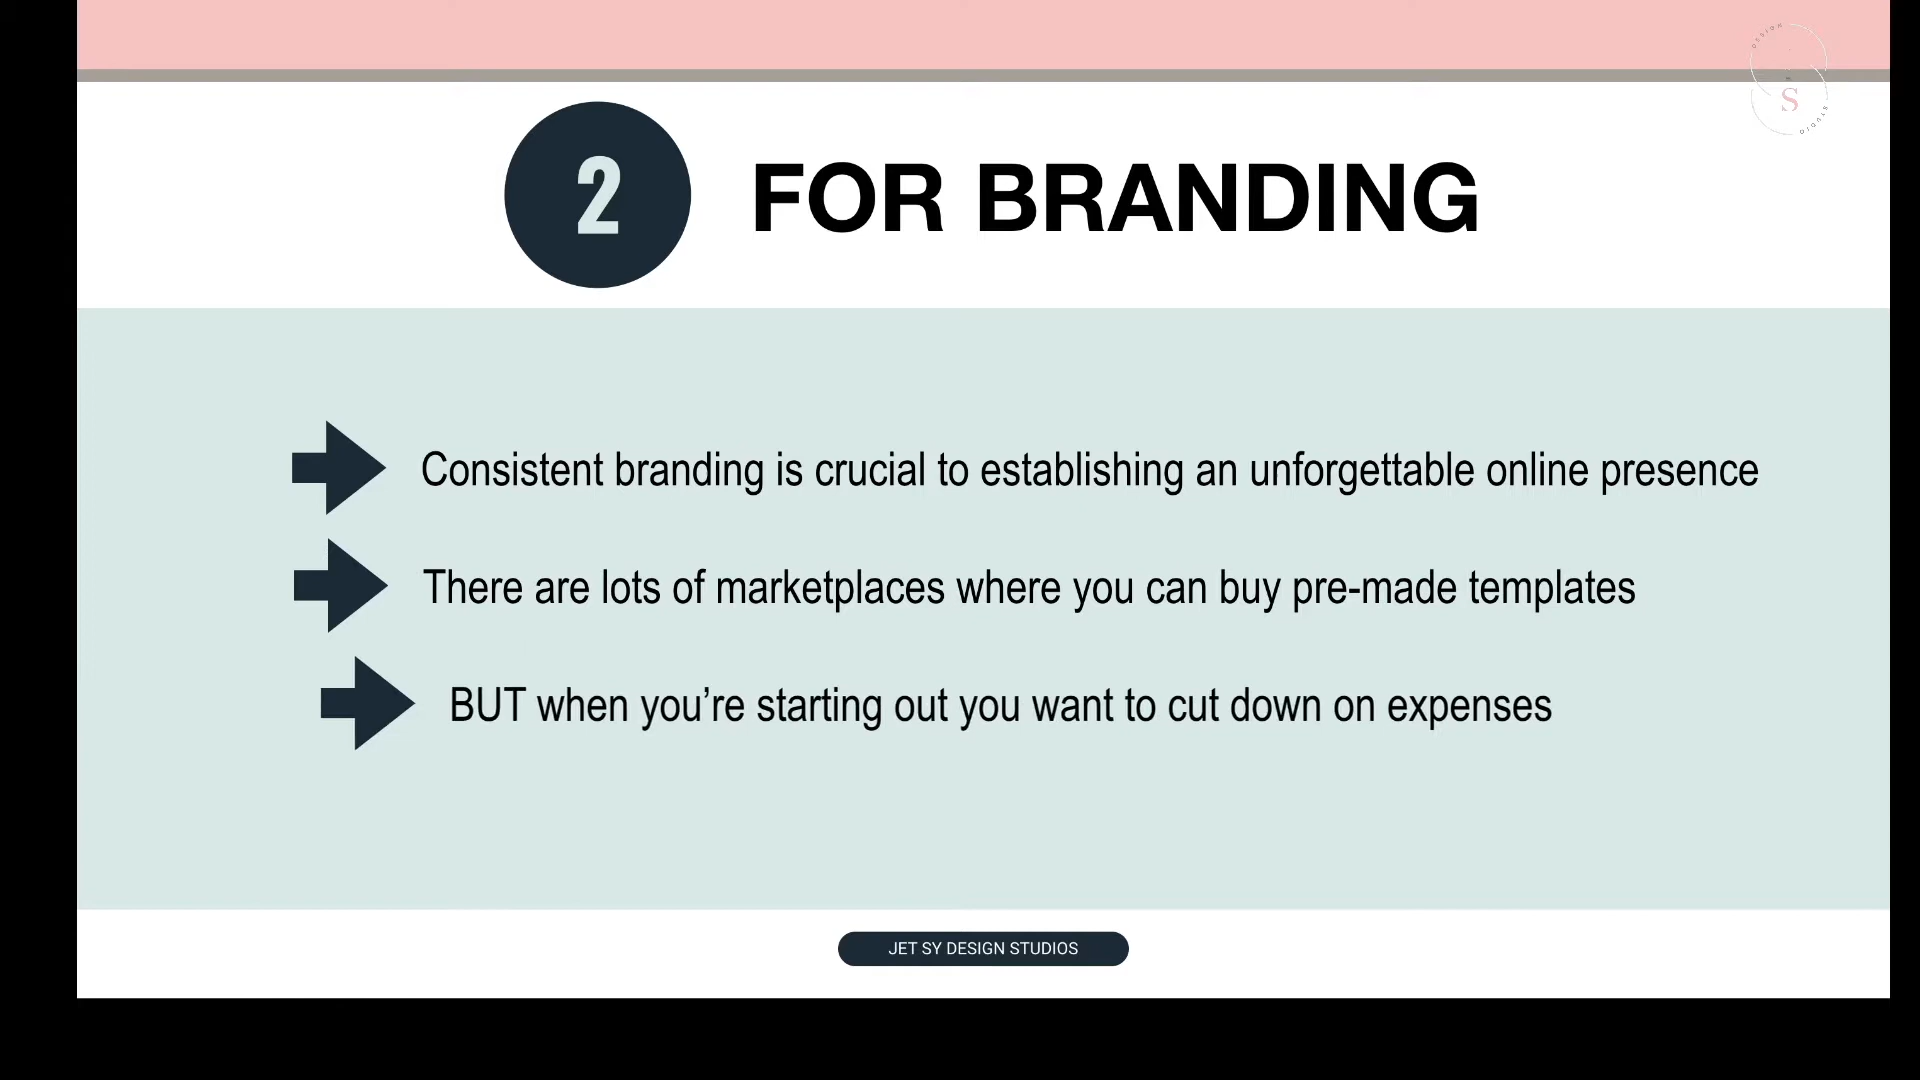 DESIGN
S
STUDIO
2
FOR BRANDING
Consistent branding is crucial to establishing an unforgettable online presence
There are lots of marketplaces where you can buy pre-made templates
BUT when you’re starting out you want to cut down on expenses
JET SY DESIGN STUDIOS